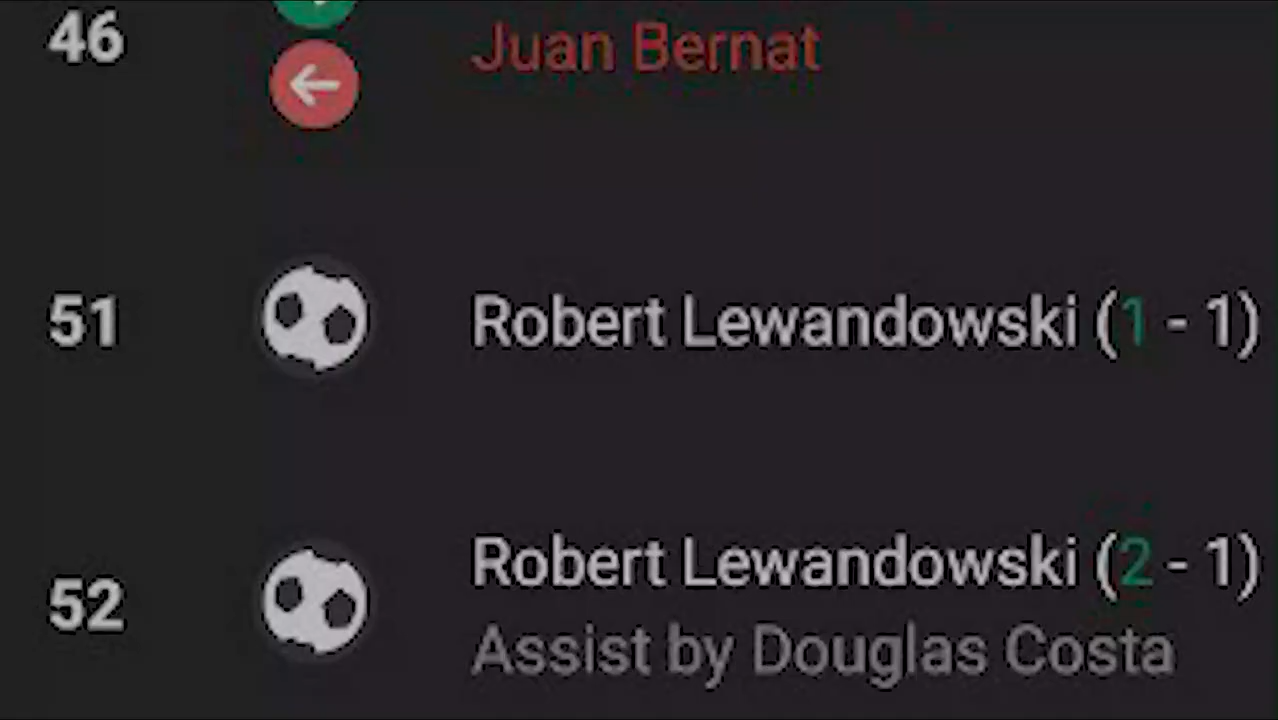 46 Juan Bernat
51 Robert Lewandowski (1 - 1)
52 Robert Lewandowski (2 - 1)
Assist by Douglas Costa